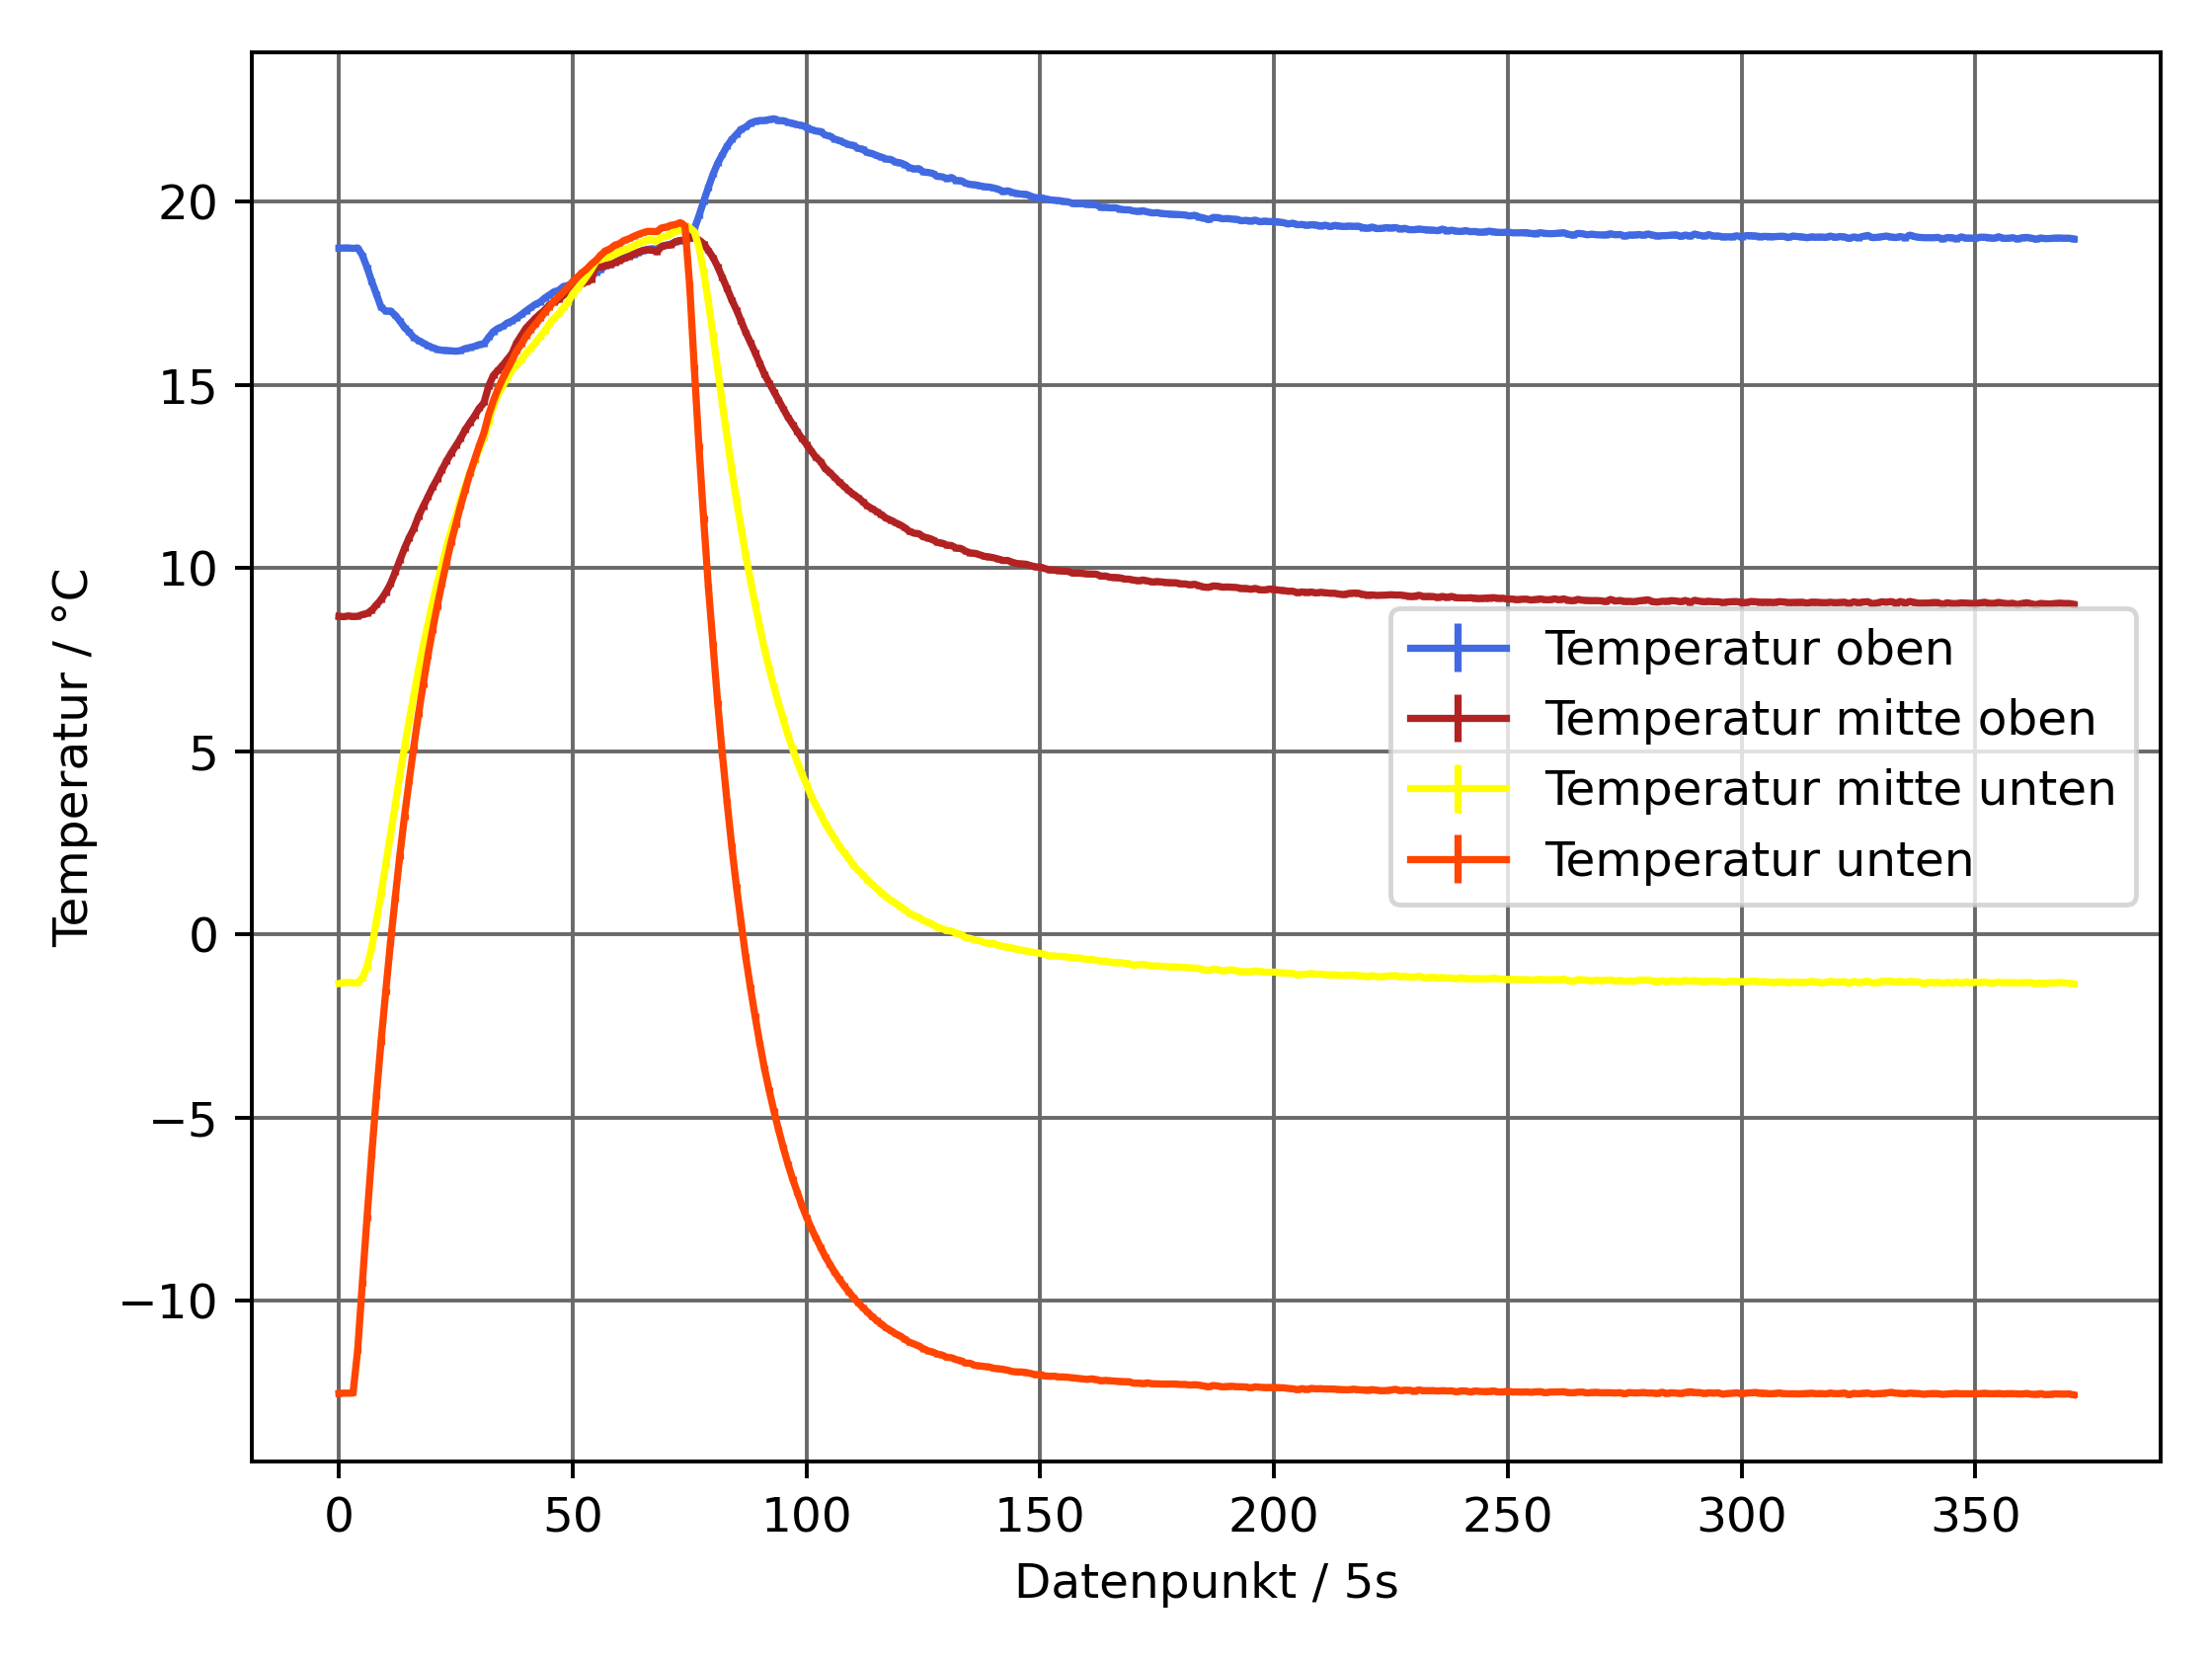 Temperatur / °C
20
15
10
5
0
−5
−10
Temperatur oben
Temperatur mitte oben
Temperatur mitte unten
Temperatur unten
0 50 100 150 200 250 300 350
Datenpunkt / 5s